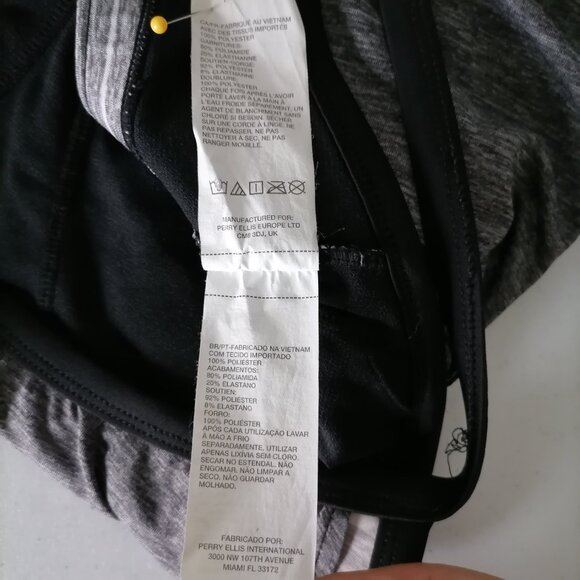 CA/FR-FABRIQUÉ AU VIETNAM
AVEC DES TISSUS IMPORTÉS
100% POLYESTER
GARNITURES:
80% POLIAMIDE
20% ELASTHANNE
SOUTIEN-GORGE:
92% POLYESTER
8% ELASTHANNE
DOUBLURE:
100% POLYESTER
CHAQUE FOIS APRÈS L'AVOIR
PORTÉ LAVER À LA MAIN À
L'EAU FROIDE SÉPARÉMENT, UN
AGENT DE BLANCHIMENT SANS
CHLORE SI BESOIN. SÉCHER
SUR UNE CORDE À LINGE, NE
PAS REPASSER, NE PAS
NETTOYER À SEC, NE PAS
RANGER MOUILLE.
MANUFACTURED FOR:
PERRY ELLIS EUROPE LTD
CM8 3DJ, UK
BR/PT-FABRICADO NA VIETNAM
COM TECIDO IMPORTADO
100% POLIÉSTER
ACABAMENTOS:
80% POLIAMIDA
20% ELASTANO
SOUTIEN:
92% POLIÉSTER
8% ELASTANO
FORRO:
100% POLIÉSTER
APÓS CADA UTILIZAÇÃO LAVAR
À MÃO A FRIO
SEPARADAMENTE, UTILIZAR
APENAS LIXÍVIA SEM CLORO.
SECAR NO ESTENDAL. NÃO
ENGOMAR. NÃO LIMPAR A
SECO. NÃO GUARDAR
MOLHADO.
FABRICADO POR:
PERRY ELLIS INTERNATIONAL
3000 NW 107TH AVENUE
MIAMI FL 33172